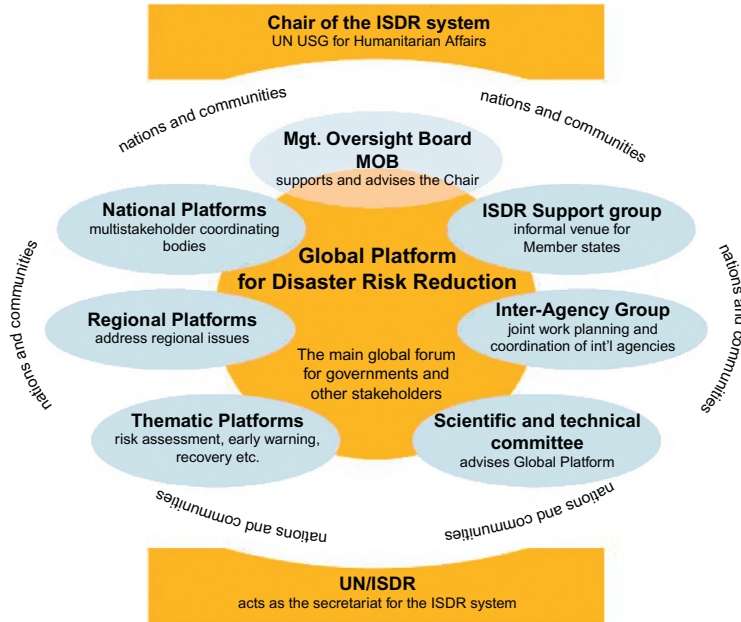 Chair of the ISDR system
UN USG for Humanitarian Affairs
nations and communities
nations and communities
Mgt. Oversight Board
MOB
supports and advises the Chair
National Platforms
multistakeholder coordinating
bodies
ISDR Support group
informal venue for
Member states
Global Platform
for Disaster Risk Reduction
nations and communities
nations and communities
Regional Platforms
address regional issues
Inter-Agency Group
joint work planning and
coordination of int'l agencies
The main global forum
for governments and
other stakeholders
Thematic Platforms
risk assessment, early warning,
recovery etc.
Scientific and technical
committee
advises Global Platform
nations and communities
nations and communities
UN/ISDR
acts as the secretariat for the ISDR system